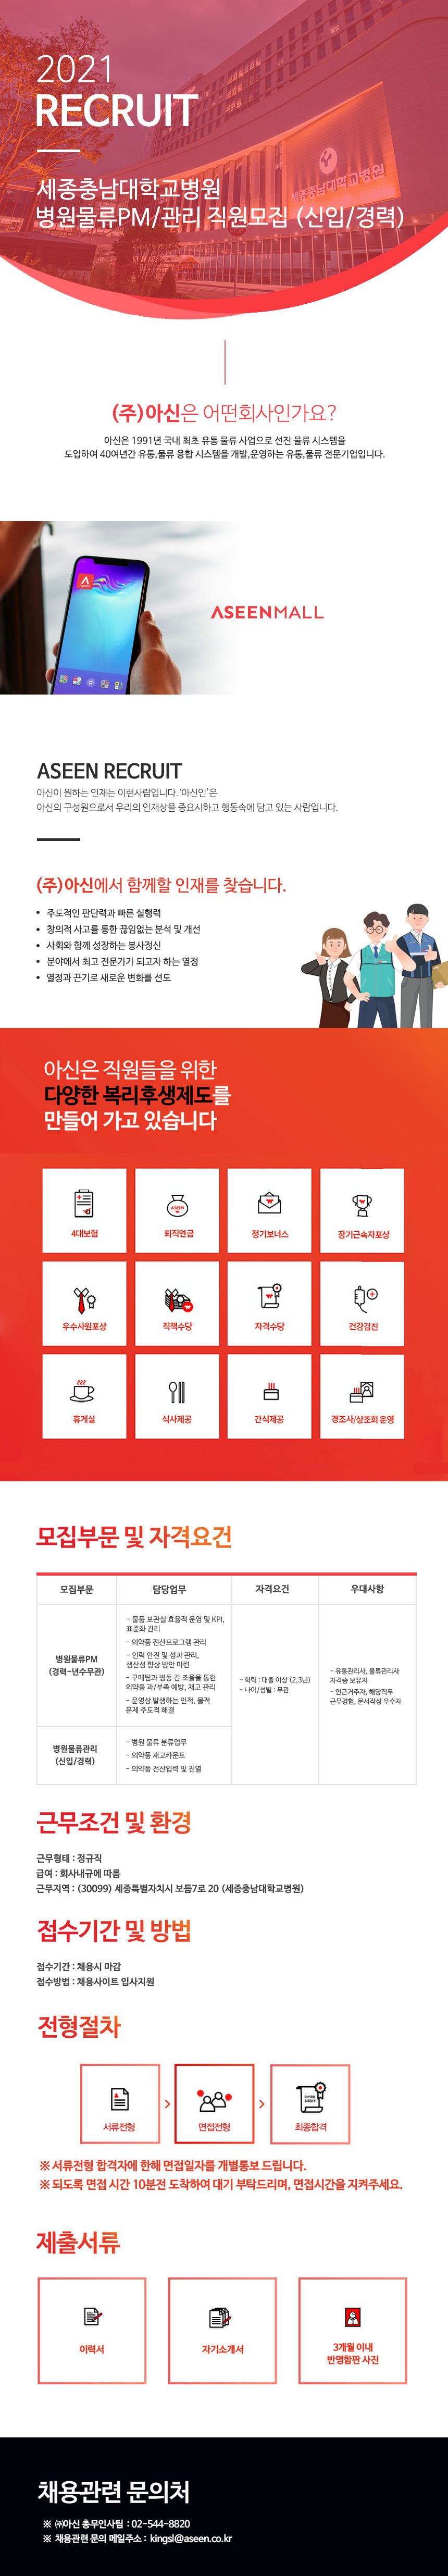 2021
RECRUIT
세종충남대학교병원
세종충남대학교병원
병원물류PM/관리 직원모집 (신입/경력)
(주)아신은 어떤회사인가요?
아신은 1991년 국내 최초 유통 물류 사업으로 선진 물류 시스템을
도입하여 40여년간 유통,물류 융합 시스템을 개발,운영하는 유통,물류 전문기업입니다.
ASEENMALL
ASEEN RECRUIT
아신이 원하는 인재는 이런사람입니다. '아신인'은
아신의 구성원으로서 우리의 인재상을 중요시하고 행동속에 담고 있는 사람입니다.
(주)아신에서 함께할 인재를 찾습니다.
• 주도적인 판단력과 빠른 실행력
• 창의적 사고를 통한 끊임없는 분석 및 개선
• 사회와 함께 성장하는 봉사정신
• 분야에서 최고 전문가가 되고자 하는 열정
• 열정과 끈기로 새로운 변화를 선도
아신은 직원들을 위한
다양한 복리후생제도를
만들어 가고 있습니다
ASEEN
4대보험 퇴직연금 정기보너스 장기근속자포상
우수사원포상 직책수당 자격수당 건강검진
휴게실 식사제공 간식제공 경조사/상조회 운영
모집부문 및 자격요건
모집부문 담당업무 자격요건 우대사항
병원물류PM
(경력-년수무관)
- 물품 보관실 효율적 운영 및 KPI,
표준화 관리
- 의약품 전산프로그램 관리
- 인력 안전 및 성과 관리,
생산성 향상 방안 마련
- 구매팀과 병동 간 조율을 통한
의약품 과/부족 예방, 재고 관리
- 운영상 발생하는 인적, 물적
문제 주도적 해결
- 학력 : 대졸 이상 (2,3년)
- 나이/성별 : 무관
- 유통관리사, 물류관리사
자격증 보유자
- 인근거주자, 해당직무
근무경험, 문서작성 우수자
병원물류관리
(신입/경력)
- 병원 물류 분류업무
- 의약품 재고카운트
- 의약품 전산입력 및 진열
근무조건 및 환경
근무형태 : 정규직
급여 : 회사내규에 따름
근무지역 : (30099) 세종특별자치시 보듬7로 20 (세종충남대학교병원)
접수기간 및 방법
접수기간 : 채용시 마감
접수방법 : 채용사이트 입사지원
전형절차
서류전형 > 면접전형 > 최종합격
※ 서류전형 합격자에 한해 면접일자를 개별통보 드립니다.
※ 되도록 면접 시간 10분전 도착하여 대기 부탁드리며, 면접시간을 지켜주세요.
제출서류
이력서 자기소개서 3개월 이내
반명함판 사진
채용관련 문의처
※ ㈜아신 총무인사팀 : 02-544-8820
※ 채용관련 문의 메일주소 : kingsl@aseen.co.kr